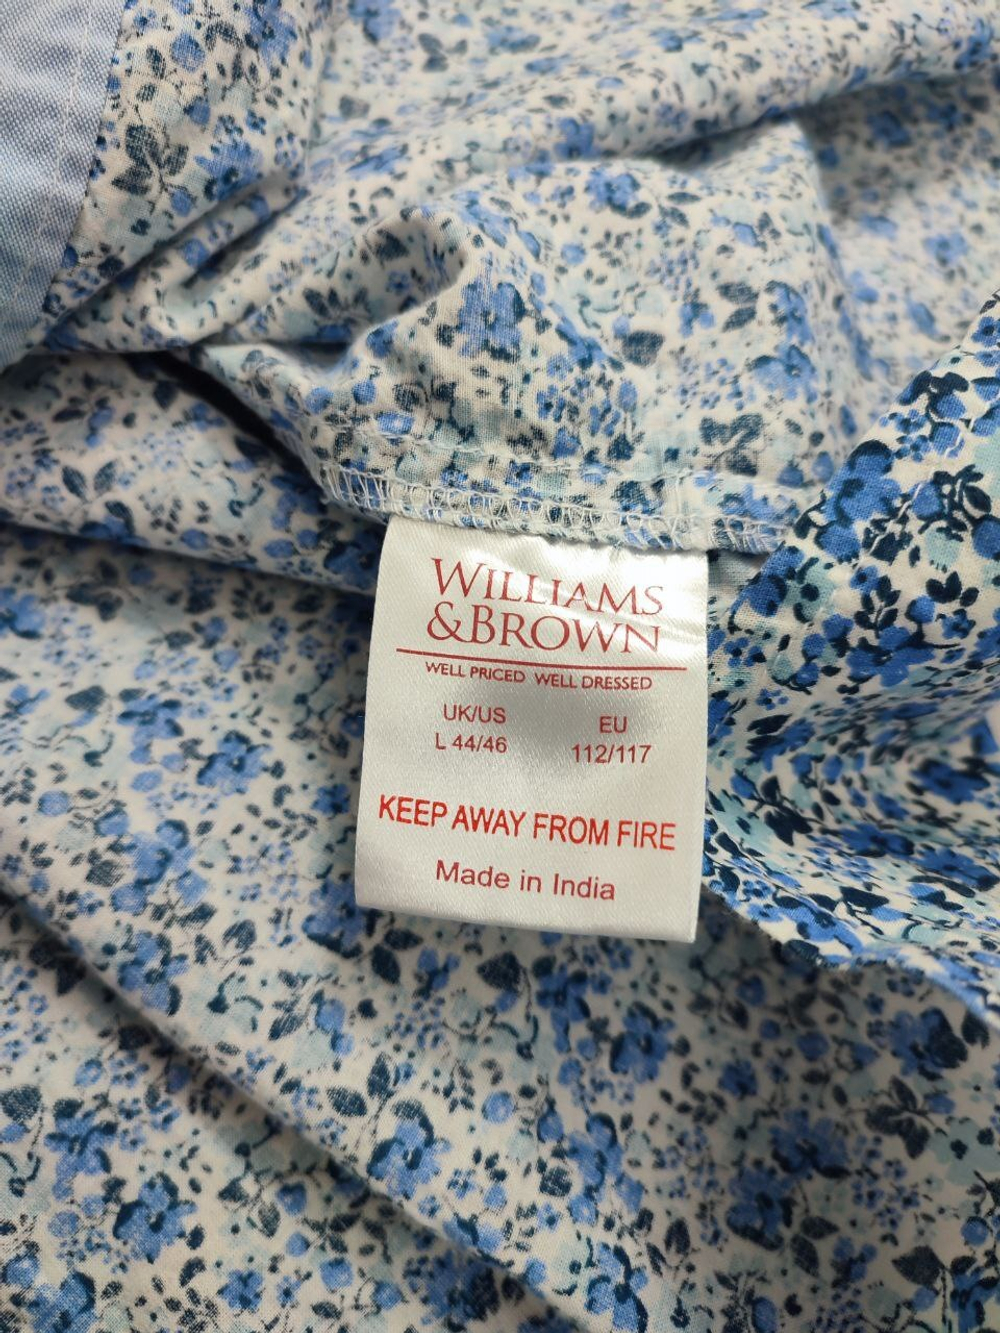 WILLIAMS
&BROWN
WELL PRICED WELL DRESSED
UK/US EU
L 44/46 112/117
KEEP AWAY FROM FIRE
Made in India